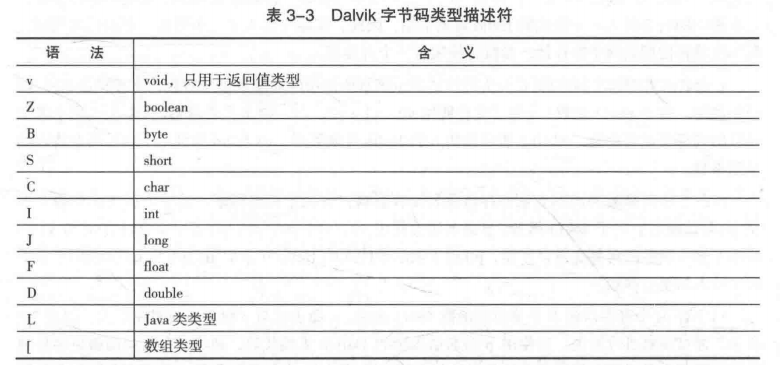 表 3-3 Dalvik 字节码类型描述符
语 法 含 义
v void，只用于返回值类型
Z boolean
B byte
S short
C char
I int
J long
F float
D double
L Java 类类型
[ 数组类型